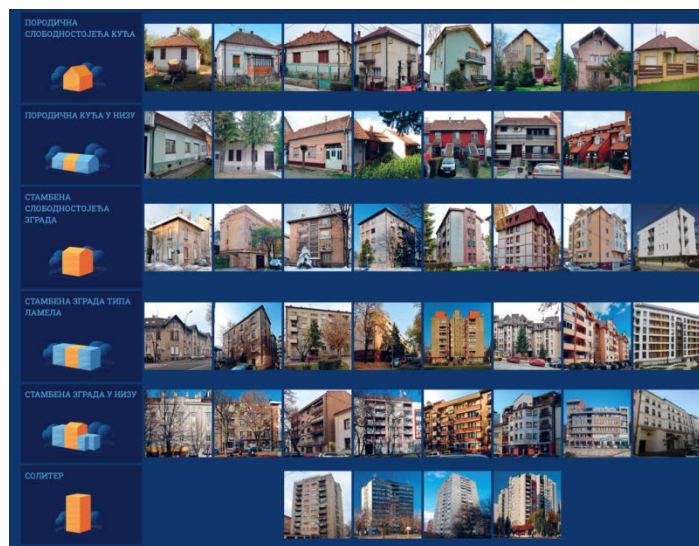 ПОРОДИЧНА
СЛОБОДНОСТОЈЕЋА КУЋА
ПОРОДИЧНА КУЋА У НИЗУ
СТАМБЕНА
СЛОБОДНОСТОЈЕЋА
ЗГРАДА
СТАМБЕНА ЗГРАДА ТИПА
ЛАМЕЛА
СТАМБЕНА ЗГРАДА У НИЗУ
СОЛИТЕР